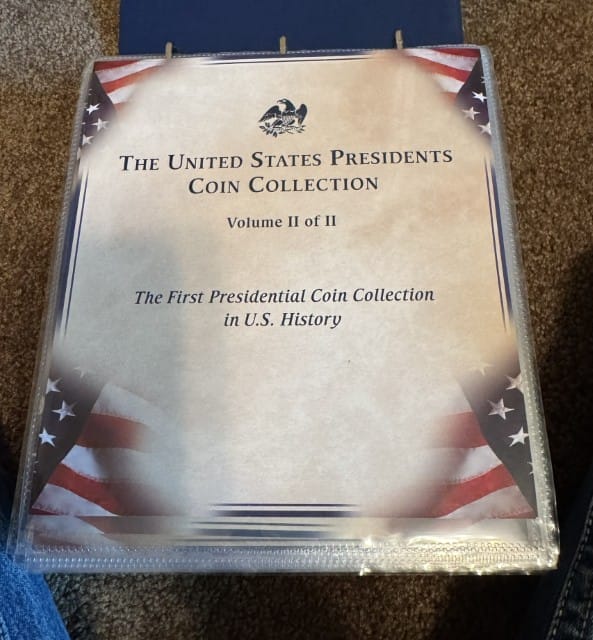 THE UNITED STATES PRESIDENTS
COIN COLLECTION
Volume II of II
The First Presidential Coin Collection
in U.S. History